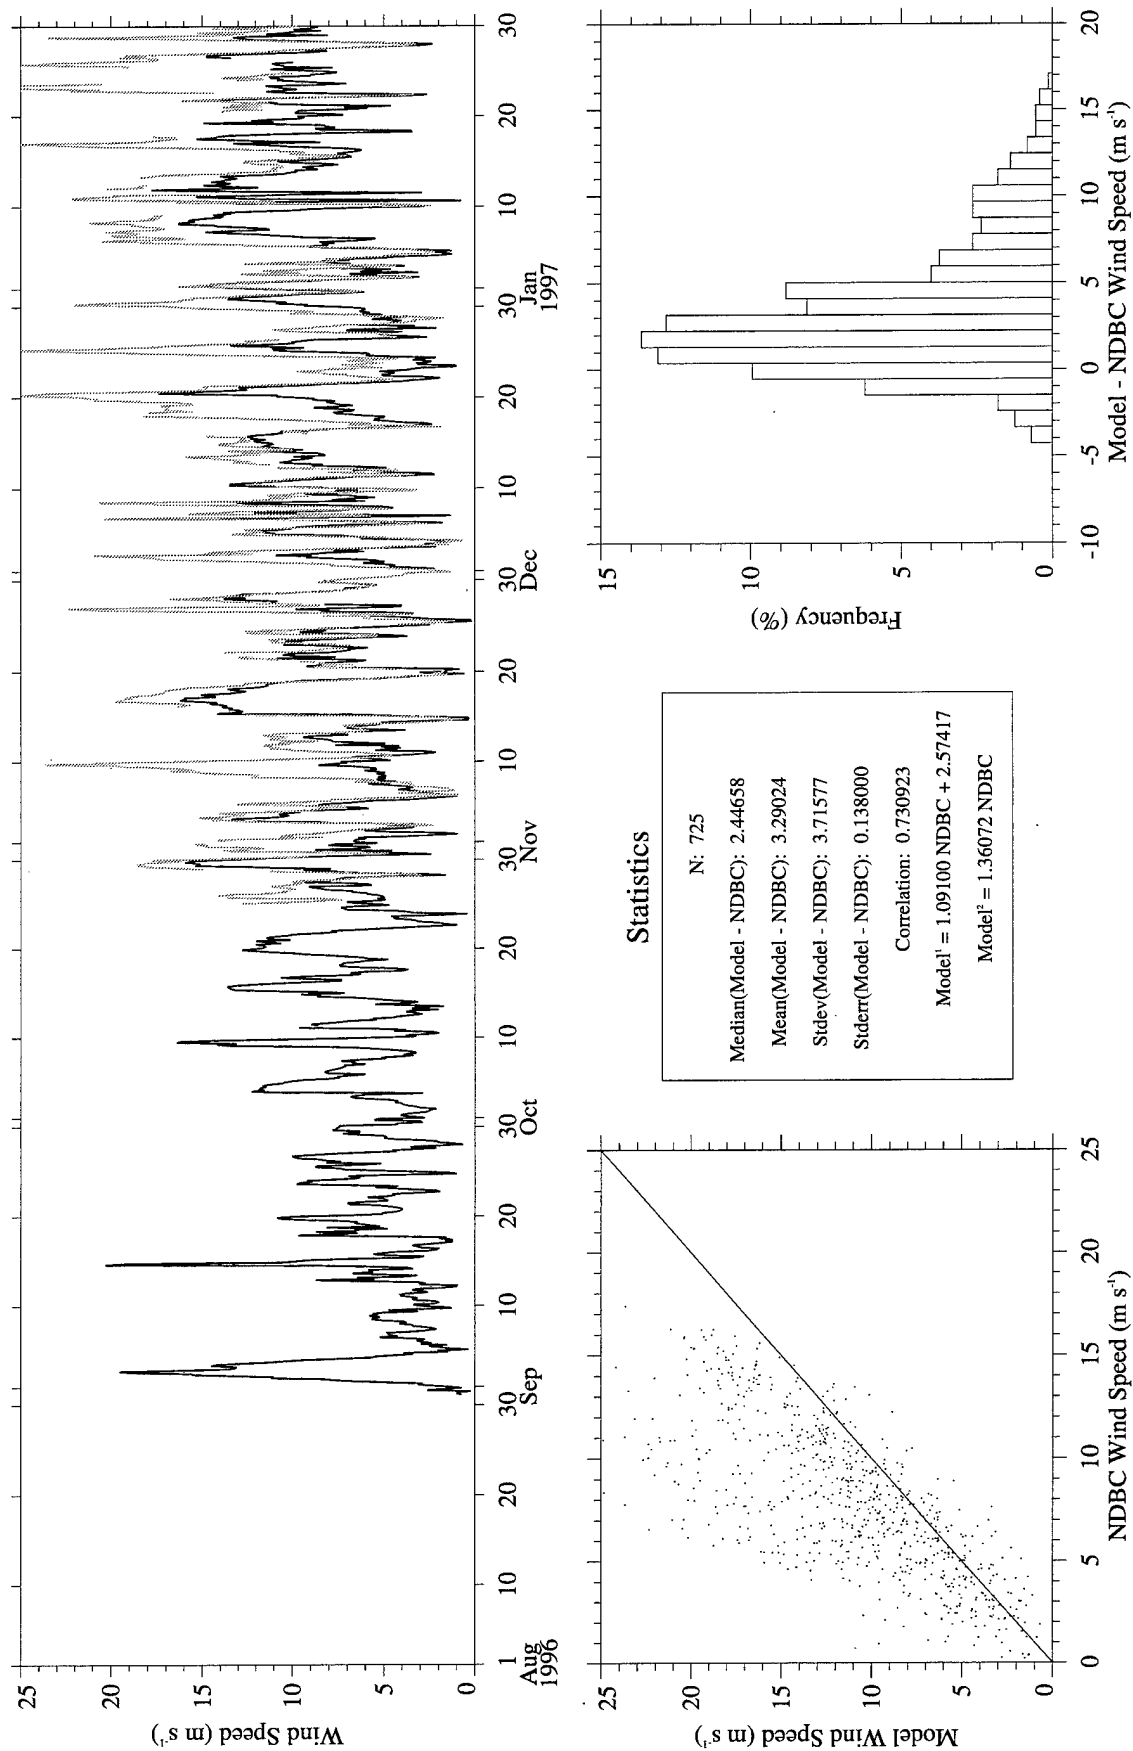 Wind Speed (m s⁻¹)
25
20
15
10
5
0
1 10 20 30 10 20 30 10 20 30 10 20 30 10 20 30 10 20 30
Aug Sep Oct Nov Dec Jan
1996 1997
Model Wind Speed (m s⁻¹)
25
20
15
10
5
0
0 5 10 15 20 25
NDBC Wind Speed (m s⁻¹)
Statistics
N: 725
Median(Model - NDBC): 2.44658
Mean(Model - NDBC): 3.29024
Stdev(Model - NDBC): 3.71577
Stderr(Model - NDBC): 0.138000
Correlation: 0.730923
Model¹ = 1.09100 NDBC + 2.57417
Model² = 1.36072 NDBC
Frequency (%)
15
10
5
0
-10 -5 0 5 10 15 20
Model - NDBC Wind Speed (m s⁻¹)